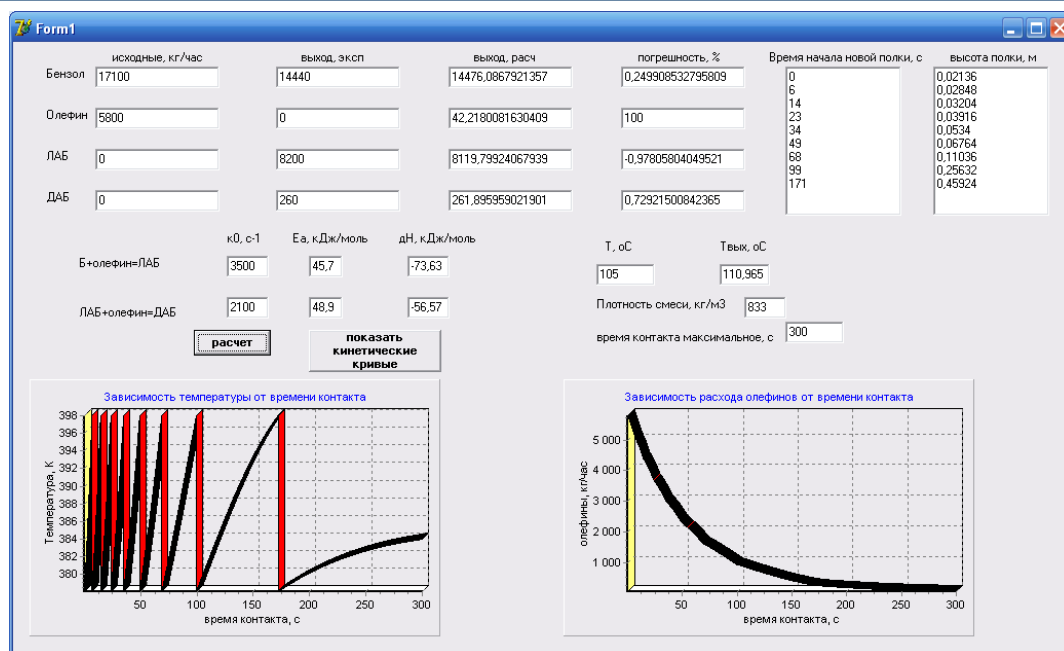 Form1
исходные, кг/час выход, эксп выход, расч погрешность, % Время начала новой полки, с высота полки, м
Бензол 17100 14440 14476,0867921357 0,249908532795809
Олефин 5800 0 42,2180081630409 100
ЛАБ 0 8200 8119,79924067939 -0,97805804049521
ДАБ 0 260 261,895959021901 0,72921500842365
0 0,02136
6 0,02848
14 0,03204
23 0,03916
34 0,0534
49 0,06764
68 0,11036
99 0,25632
171 0,45924
к0, с-1 Еа, кДж/моль дН, кДж/моль
Б+олефин=ЛАБ 3500 45,7 -73,63
ЛАБ+олефин=ДАБ 2100 48,9 -56,57
Т, оС Твых, оС
105 110,965
Плотность смеси, кг/м3 833
время контакта максимальное, с 300
расчет
показать
кинетические
кривые
Зависимость температуры от времени контакта
Температура, К
398
396
394
392
390
388
386
384
382
380
50 100 150 200 250 300
время контакта, с
Зависимость расхода олефинов от времени контакта
олефины, кг/час
5 000
4 000
3 000
2 000
1 000
50 100 150 200 250 300
время контакта, с